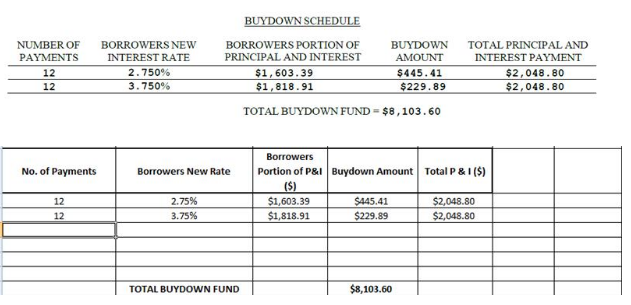 BUYDOWN SCHEDULE
NUMBER OF BORROWERS NEW BORROWERS PORTION OF BUYDOWN TOTAL PRINCIPAL AND
PAYMENTS INTEREST RATE PRINCIPAL AND INTEREST AMOUNT INTEREST PAYMENT
12 2.750% $1,603.39 $445.41 $2,048.80
12 3.750% $1,818.91 $229.89 $2,048.80
TOTAL BUYDOWN FUND = $8,103.60
No. of Payments Borrowers New Rate Borrowers Portion of P&I ($) Buydown Amount Total P & I ($)
12 2.75% $1,603.39 $445.41 $2,048.80
12 3.75% $1,818.91 $229.89 $2,048.80
TOTAL BUYDOWN FUND $8,103.60